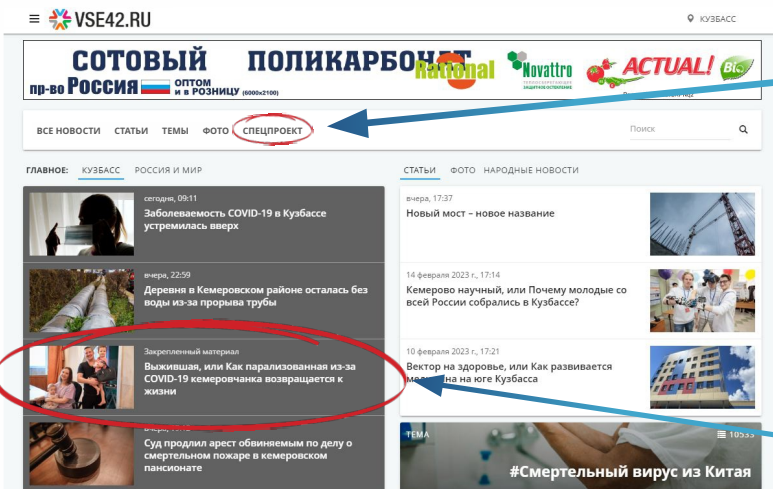 VSE42.RU
КУЗБАСС
СОТОВЫЙ ПОЛИКАРБОНАТ
пр-во РОССИЯ ОПТОМ
и в РОЗНИЦУ (6000x2100)
Rational
Novattro
ACTUAL! Bio
ВСЕ НОВОСТИ СТАТЬИ ТЕМЫ ФОТО СПЕЦПРОЕКТ
Поиск
ГЛАВНОЕ: КУЗБАСС РОССИЯ И МИР
сегодня, 09:11
Заболеваемость COVID-19 в Кузбассе
устремилась вверх
вчера, 22:59
Деревня в Кемеровском районе осталась без
воды из-за прорыва трубы
Закрепленный материал
Выжившая, или Как парализованная из-за
COVID-19 кемеровчанка возвращается к
жизни
Суд продлил арест обвиняемым по делу о
смертельном пожаре в кемеровском
пансионате
СТАТЬИ ФОТО НАРОДНЫЕ НОВОСТИ
вчера, 17:37
Новый мост – новое название
14 февраля 2023 г., 17:14
Кемерово научный, или Почему молодые со
всей России собрались в Кузбассе?
10 февраля 2023 г., 17:21
Вектор на здоровье, или Как развивается
медицина на юге Кузбасса
ТЕМА
10533
#Смертельный вирус из Китая